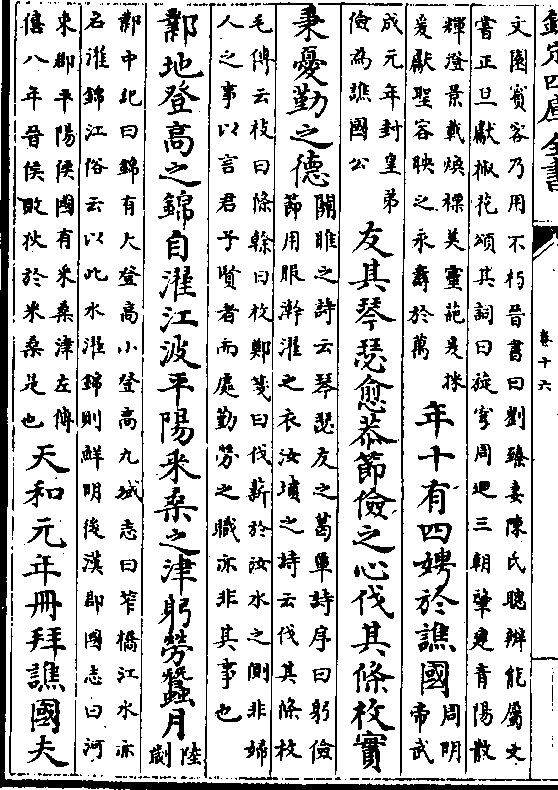 欽定四庫全書
卷十六
文園賓客乃用不朽晉書曰劉臻妻陳氏聰辦能屬文
書正旦獻椒花頌其詞曰旋穹周迴三朝肇建青陽散
輝澄景載煥標美靈葩是採
爰獻聖容映之永壽於萬
年十有四娉於譙國
周明
帝武
成元年封皇弟
儉為譙國公
友其琴瑟愈恭節儉之心伐其條枚實
秉憂勤之德
關雎之詩云琴瑟友之葛覃詩序曰躬儉
節用服澣濯之衣汝墳之詩云伐其條枚
毛傳云枝曰條榦曰枚鄭箋曰伐薪於汝水之側非婦
人之事以言君子賢者而處勤勞之職亦非其事也
鄴地登高之錦自濯江波平陽采桑之津躬勞蠶月
陸
劌
鄴中記曰錦有大登高小登高九域志曰笮橋江水亦
名濯錦江俗云以此水濯錦則鮮明後漢郡國志曰河
東郡平陽侯國有采桑津左傳
僖八年晉侯敗狄於采桑是也
天和元年冊拜譙國夫